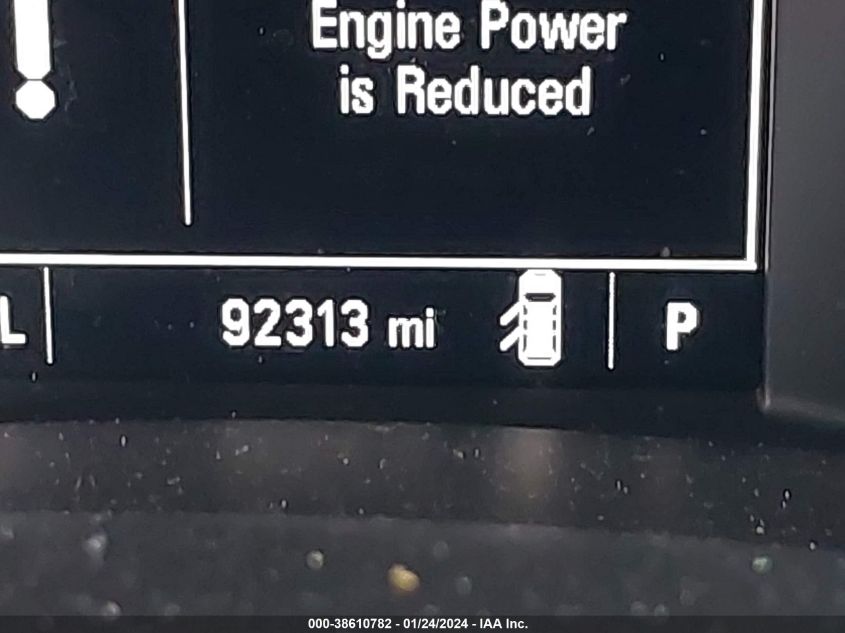 Engine Power
is Reduced
L
92313 mi
P
000-38610782 - 01/24/2024 - IAA Inc.